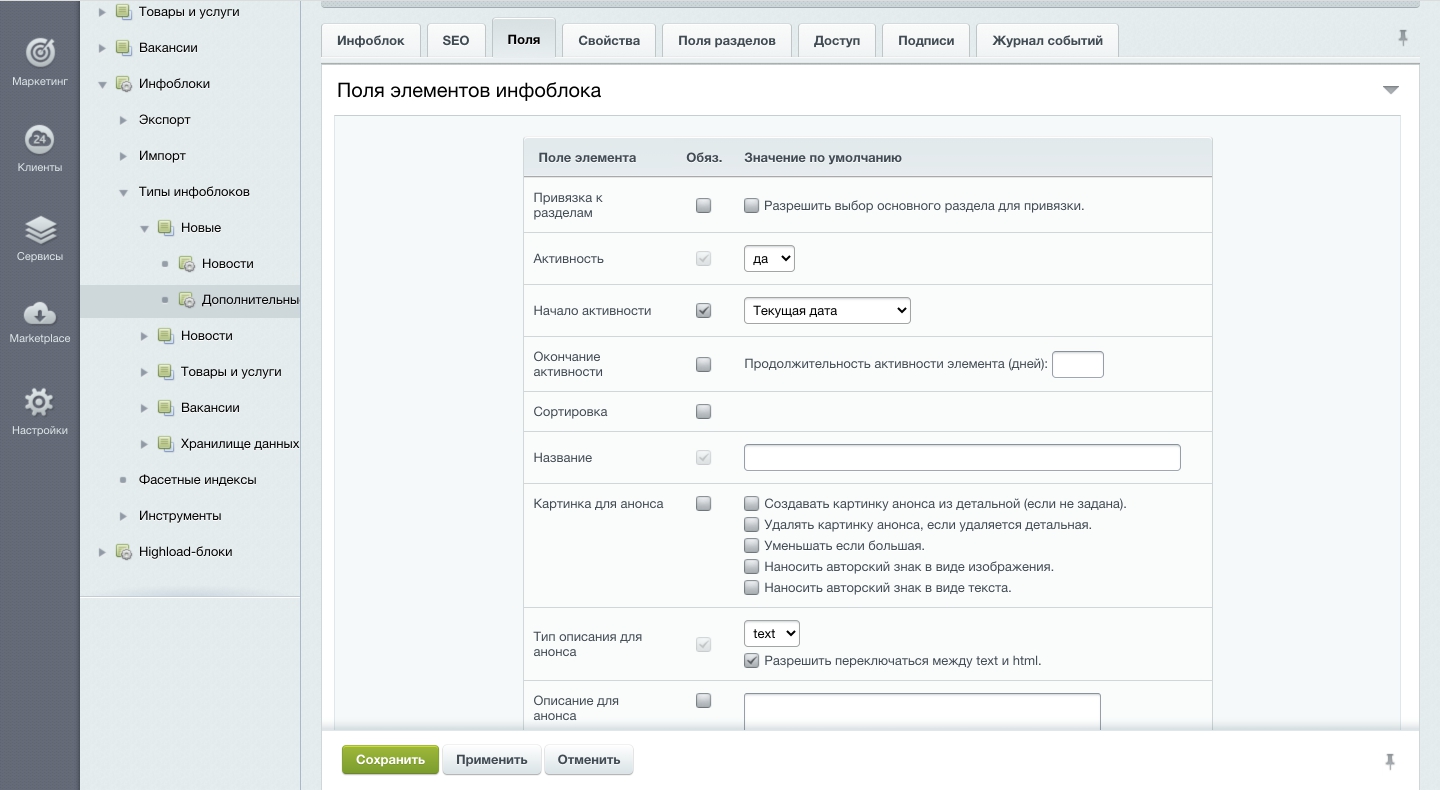 Маркетинг
Клиенты
24
Сервисы
Marketplace
Настройки
Товары и услуги
Вакансии
Инфоблоки
Экспорт
Импорт
Типы инфоблоков
Новые
Новости
Дополнительны
Новости
Товары и услуги
Вакансии
Хранилище данных
Фасетные индексы
Инструменты
Highload-блоки
Инфоблок SEO Поля Свойства Поля разделов Доступ Подписи Журнал событий
Поля элементов инфоблока
Поле элемента Обяз. Значение по умолчанию
Привязка к
разделам
Разрешить выбор основного раздела для привязки.
Активность да
Начало активности Текущая дата
Окончание
активности
Продолжительность активности элемента (дней):
Сортировка
Название
Картинка для анонса Создавать картинку анонса из детальной (если не задана).
Удалять картинку анонса, если удаляется детальная.
Уменьшать если большая.
Наносить авторский знак в виде изображения.
Наносить авторский знак в виде текста.
Тип описания для
анонса
text
Разрешить переключаться между text и html.
Описание для
анонса
Сохранить Применить Отменить